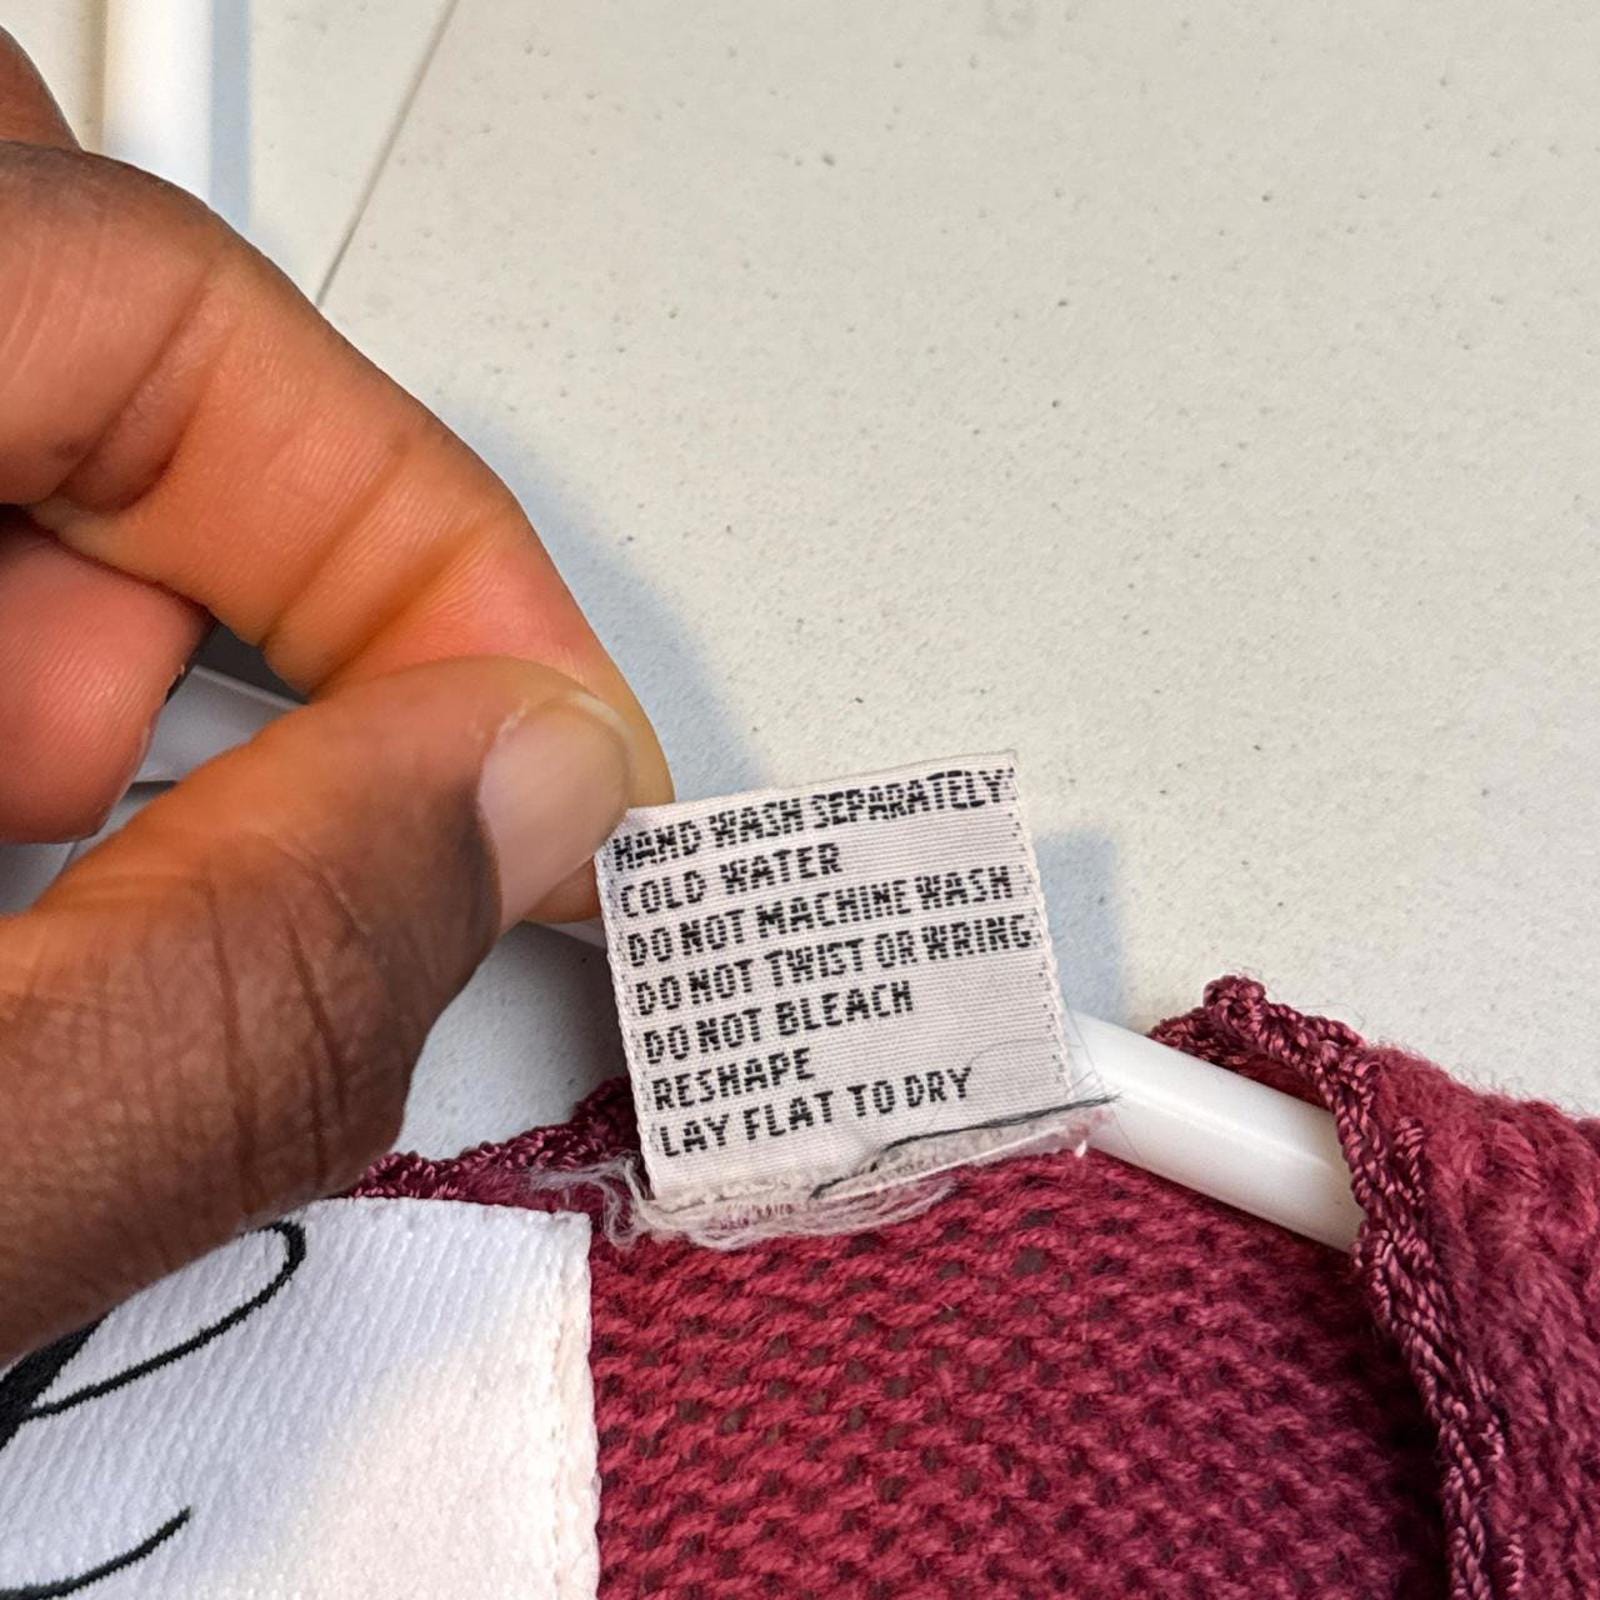 HAND WASH SEPARATELY
COLD WATER
DO NOT MACHINE WASH
DO NOT TWIST OR WRING
DO NOT BLEACH
RESHAPE
LAY FLAT TO DRY